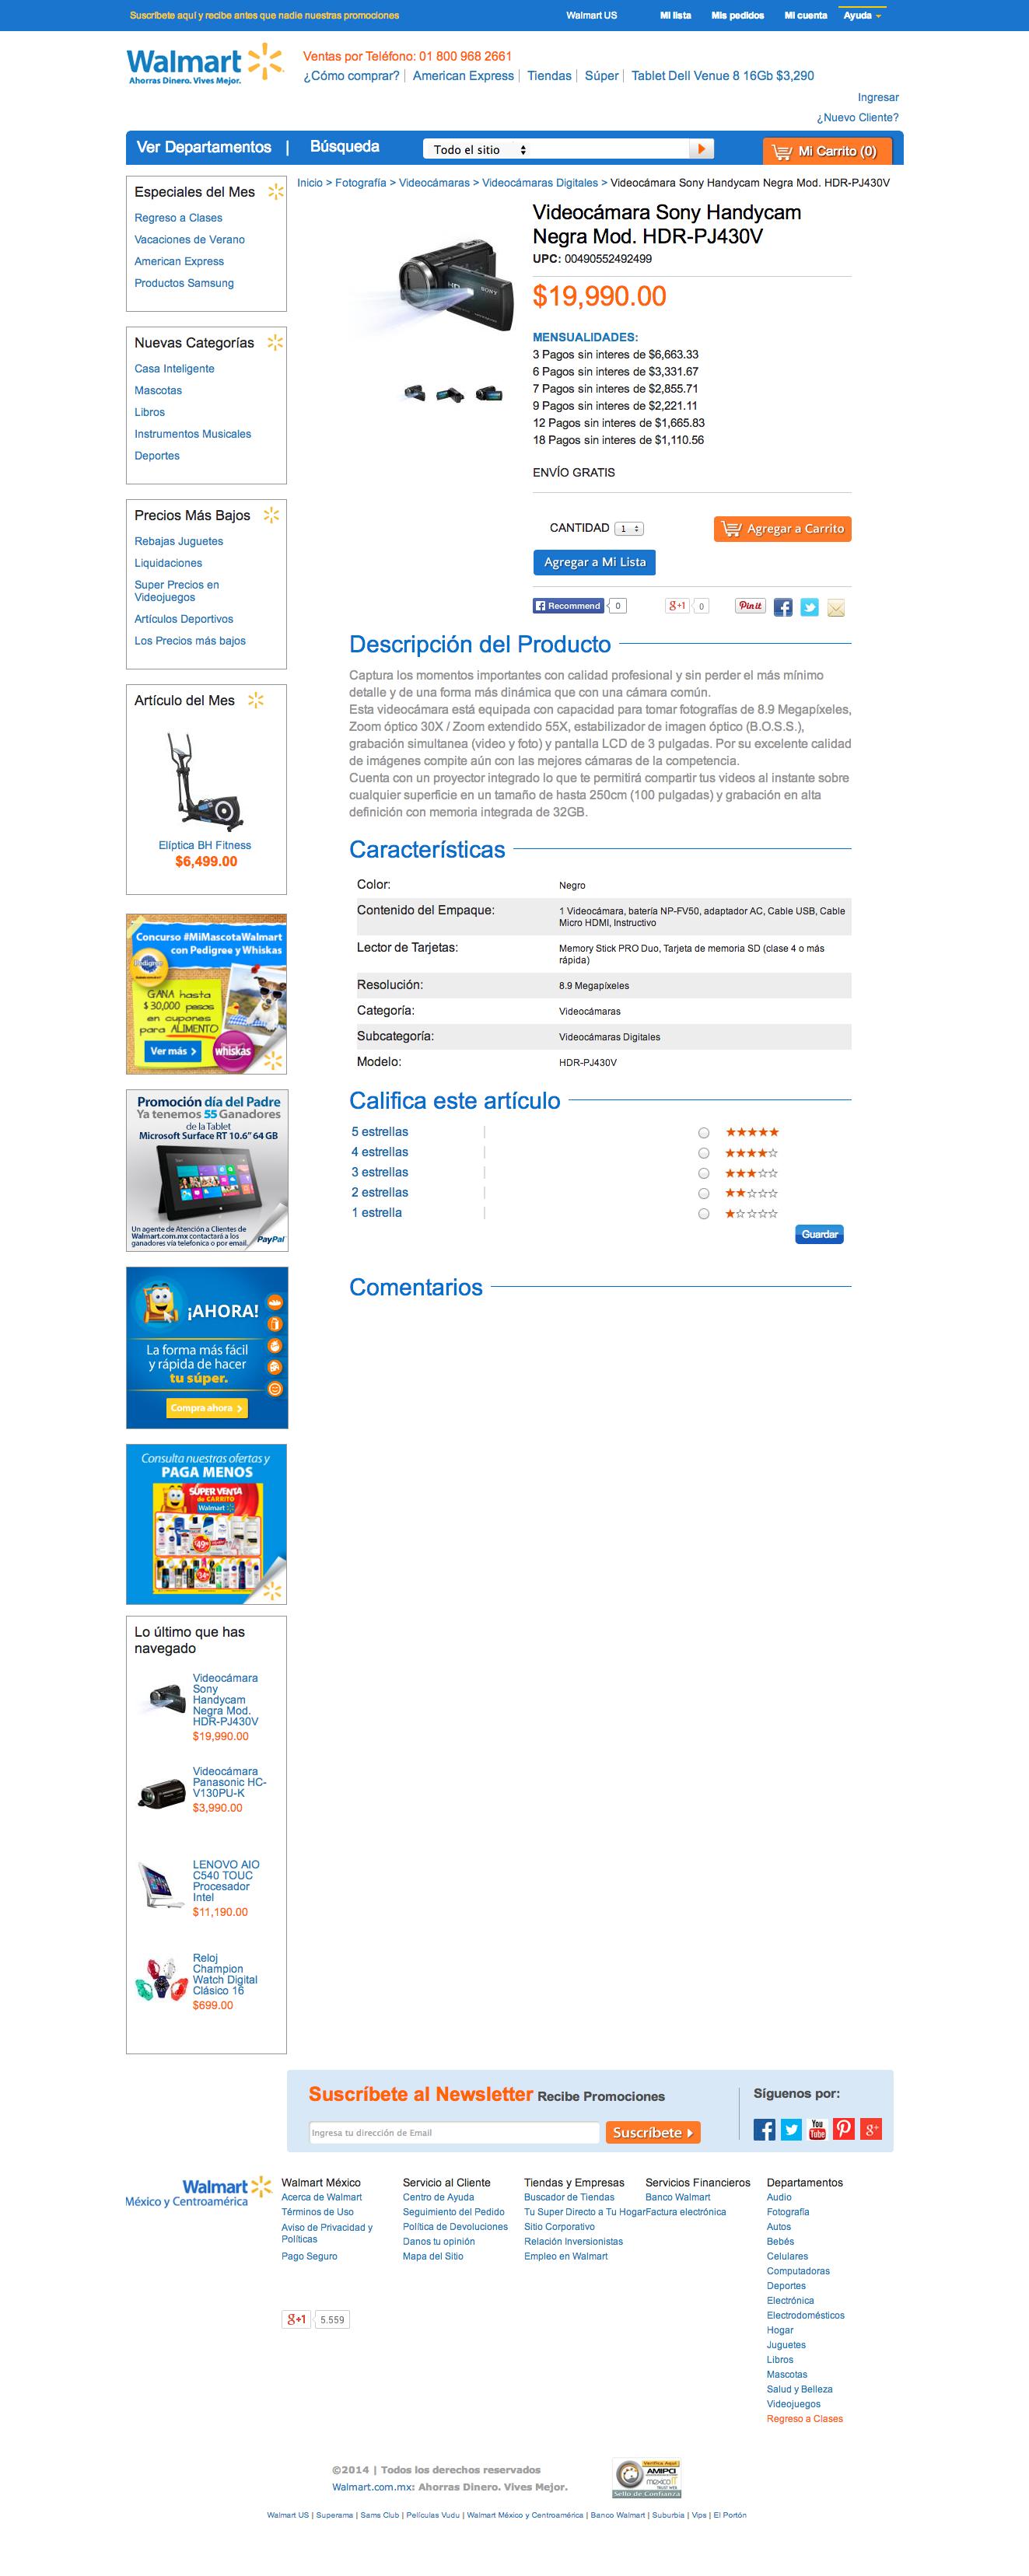 Suscríbete aquí y recibe antes que nadie nuestras promociones
Walmart US
Mi lista
Mis pedidos
Mi cuenta
Ayuda
Walmart
Ahorras Dinero. Vives Mejor.
Ventas por Teléfono: 01 800 968 2661
¿Cómo comprar? | American Express | Tiendas | Súper | Tablet Dell Venue 8 16Gb $3,290
Ingresar
¿Nuevo Cliente?
Ver Departamentos | Búsqueda
Todo el sitio
Mi Carrito (0)
Especiales del Mes
Regreso a Clases
Vacaciones de Verano
American Express
Productos Samsung
Nuevas Categorías
Casa Inteligente
Mascotas
Libros
Instrumentos Musicales
Deportes
Precios Más Bajos
Rebajas Juguetes
Liquidaciones
Super Precios en
Videojuegos
Artículos Deportivos
Los Precios más bajos
Artículo del Mes
Elíptica BH Fitness
$6,499.00
Concurso #MiMascotaWalmart
con Pedigree y Whiskas
Pedigree
GANA hasta
$30,000 pesos
en cupones
para ALIMENTO
Ver más >
whiskas
Promoción día del Padre
Ya tenemos 55 Ganadores
de la Tablet
Microsoft Surface RT 10.6" 64 GB
Un agente de Atención a Clientes de
Walmart.com.mx contactará a los
ganadores vía telefonica o por email.
PayPal
¡AHORA!
La forma más fácil
y rápida de hacer
tu súper.
Compra ahora >
Consulta nuestras ofertas y
PAGA MENOS
SÚPER VENTA
de CARRITO
Walmart
Lo último que has
navegado
Videocámara
Sony
Handycam
Negra Mod.
HDR-PJ430V
$19,990.00
Videocámara
Panasonic HC-
V130PU-K
$3,990.00
LENOVO AIO
C540 TOUC
Procesador
Intel
$11,190.00
Reloj
Champion
Watch Digital
Clásico 16
$699.00
Inicio > Fotografía > Videocámaras > Videocámaras Digitales > Videocámara Sony Handycam Negra Mod. HDR-PJ430V
SONY
Videocámara Sony Handycam
Negra Mod. HDR-PJ430V
UPC: 00490552492499
$19,990.00
MENSUALIDADES:
3 Pagos sin interes de $6,663.33
6 Pagos sin interes de $3,331.67
7 Pagos sin interes de $2,855.71
9 Pagos sin interes de $2,221.11
12 Pagos sin interes de $1,665.83
18 Pagos sin interes de $1,110.56
ENVÍO GRATIS
CANTIDAD 1
Agregar a Carrito
Agregar a Mi Lista
Recommend 0
g+1 0
Pin it
Descripción del Producto
Captura los momentos importantes con calidad profesional y sin perder el más mínimo
detalle y de una forma más dinámica que con una cámara común.
Esta videocámara está equipada con capacidad para tomar fotografías de 8.9 Megapíxeles,
Zoom óptico 30X / Zoom extendido 55X, estabilizador de imagen óptico (B.O.S.S.),
grabación simultanea (video y foto) y pantalla LCD de 3 pulgadas. Por su excelente calidad
de imágenes compite aún con las mejores cámaras de la competencia.
Cuenta con un proyector integrado lo que te permitirá compartir tus videos al instante sobre
cualquier superficie en un tamaño de hasta 250cm (100 pulgadas) y grabación en alta
definición con memoria integrada de 32GB.
Características
Color: Negro
Contenido del Empaque: 1 Videocámara, batería NP-FV50, adaptador AC, Cable USB, Cable
Micro HDMI, Instructivo
Lector de Tarjetas: Memory Stick PRO Duo, Tarjeta de memoria SD (clase 4 o más
rápida)
Resolución: 8.9 Megapíxeles
Categoría: Videocámaras
Subcategoría: Videocámaras Digitales
Modelo: HDR-PJ430V
Califica este artículo
5 estrellas
4 estrellas
3 estrellas
2 estrellas
1 estrella
Guardar
Comentarios
Suscríbete al Newsletter Recibe Promociones
Ingresa tu dirección de Email
Suscríbete
Síguenos por:
You Tube
g+
Walmart
México y Centroamérica
Walmart México
Acerca de Walmart
Términos de Uso
Aviso de Privacidad y
Políticas
Pago Seguro
Servicio al Cliente
Centro de Ayuda
Seguimiento del Pedido
Política de Devoluciones
Danos tu opinión
Mapa del Sitio
Tiendas y Empresas
Buscador de Tiendas
Tu Super Directo a Tu Hogar
Sitio Corporativo
Relación Inversionistas
Empleo en Walmart
Servicios Financieros
Banco Walmart
Factura electrónica
Departamentos
Audio
Fotografía
Autos
Bebés
Celulares
Computadoras
Deportes
Electrónica
Electrodomésticos
Hogar
Juguetes
Libros
Mascotas
Salud y Belleza
Videojuegos
Regreso a Clases
g+1 5.559
©2014 | Todos los derechos reservados
Walmart.com.mx: Ahorras Dinero. Vives Mejor.
Verifica Aquí
AMIPCI
Sello de Confianza
Walmart US | Superama | Sams Club | Películas Vudu | Walmart México y Centroamérica | Banco Walmart | Suburbia | Vips | El Portón